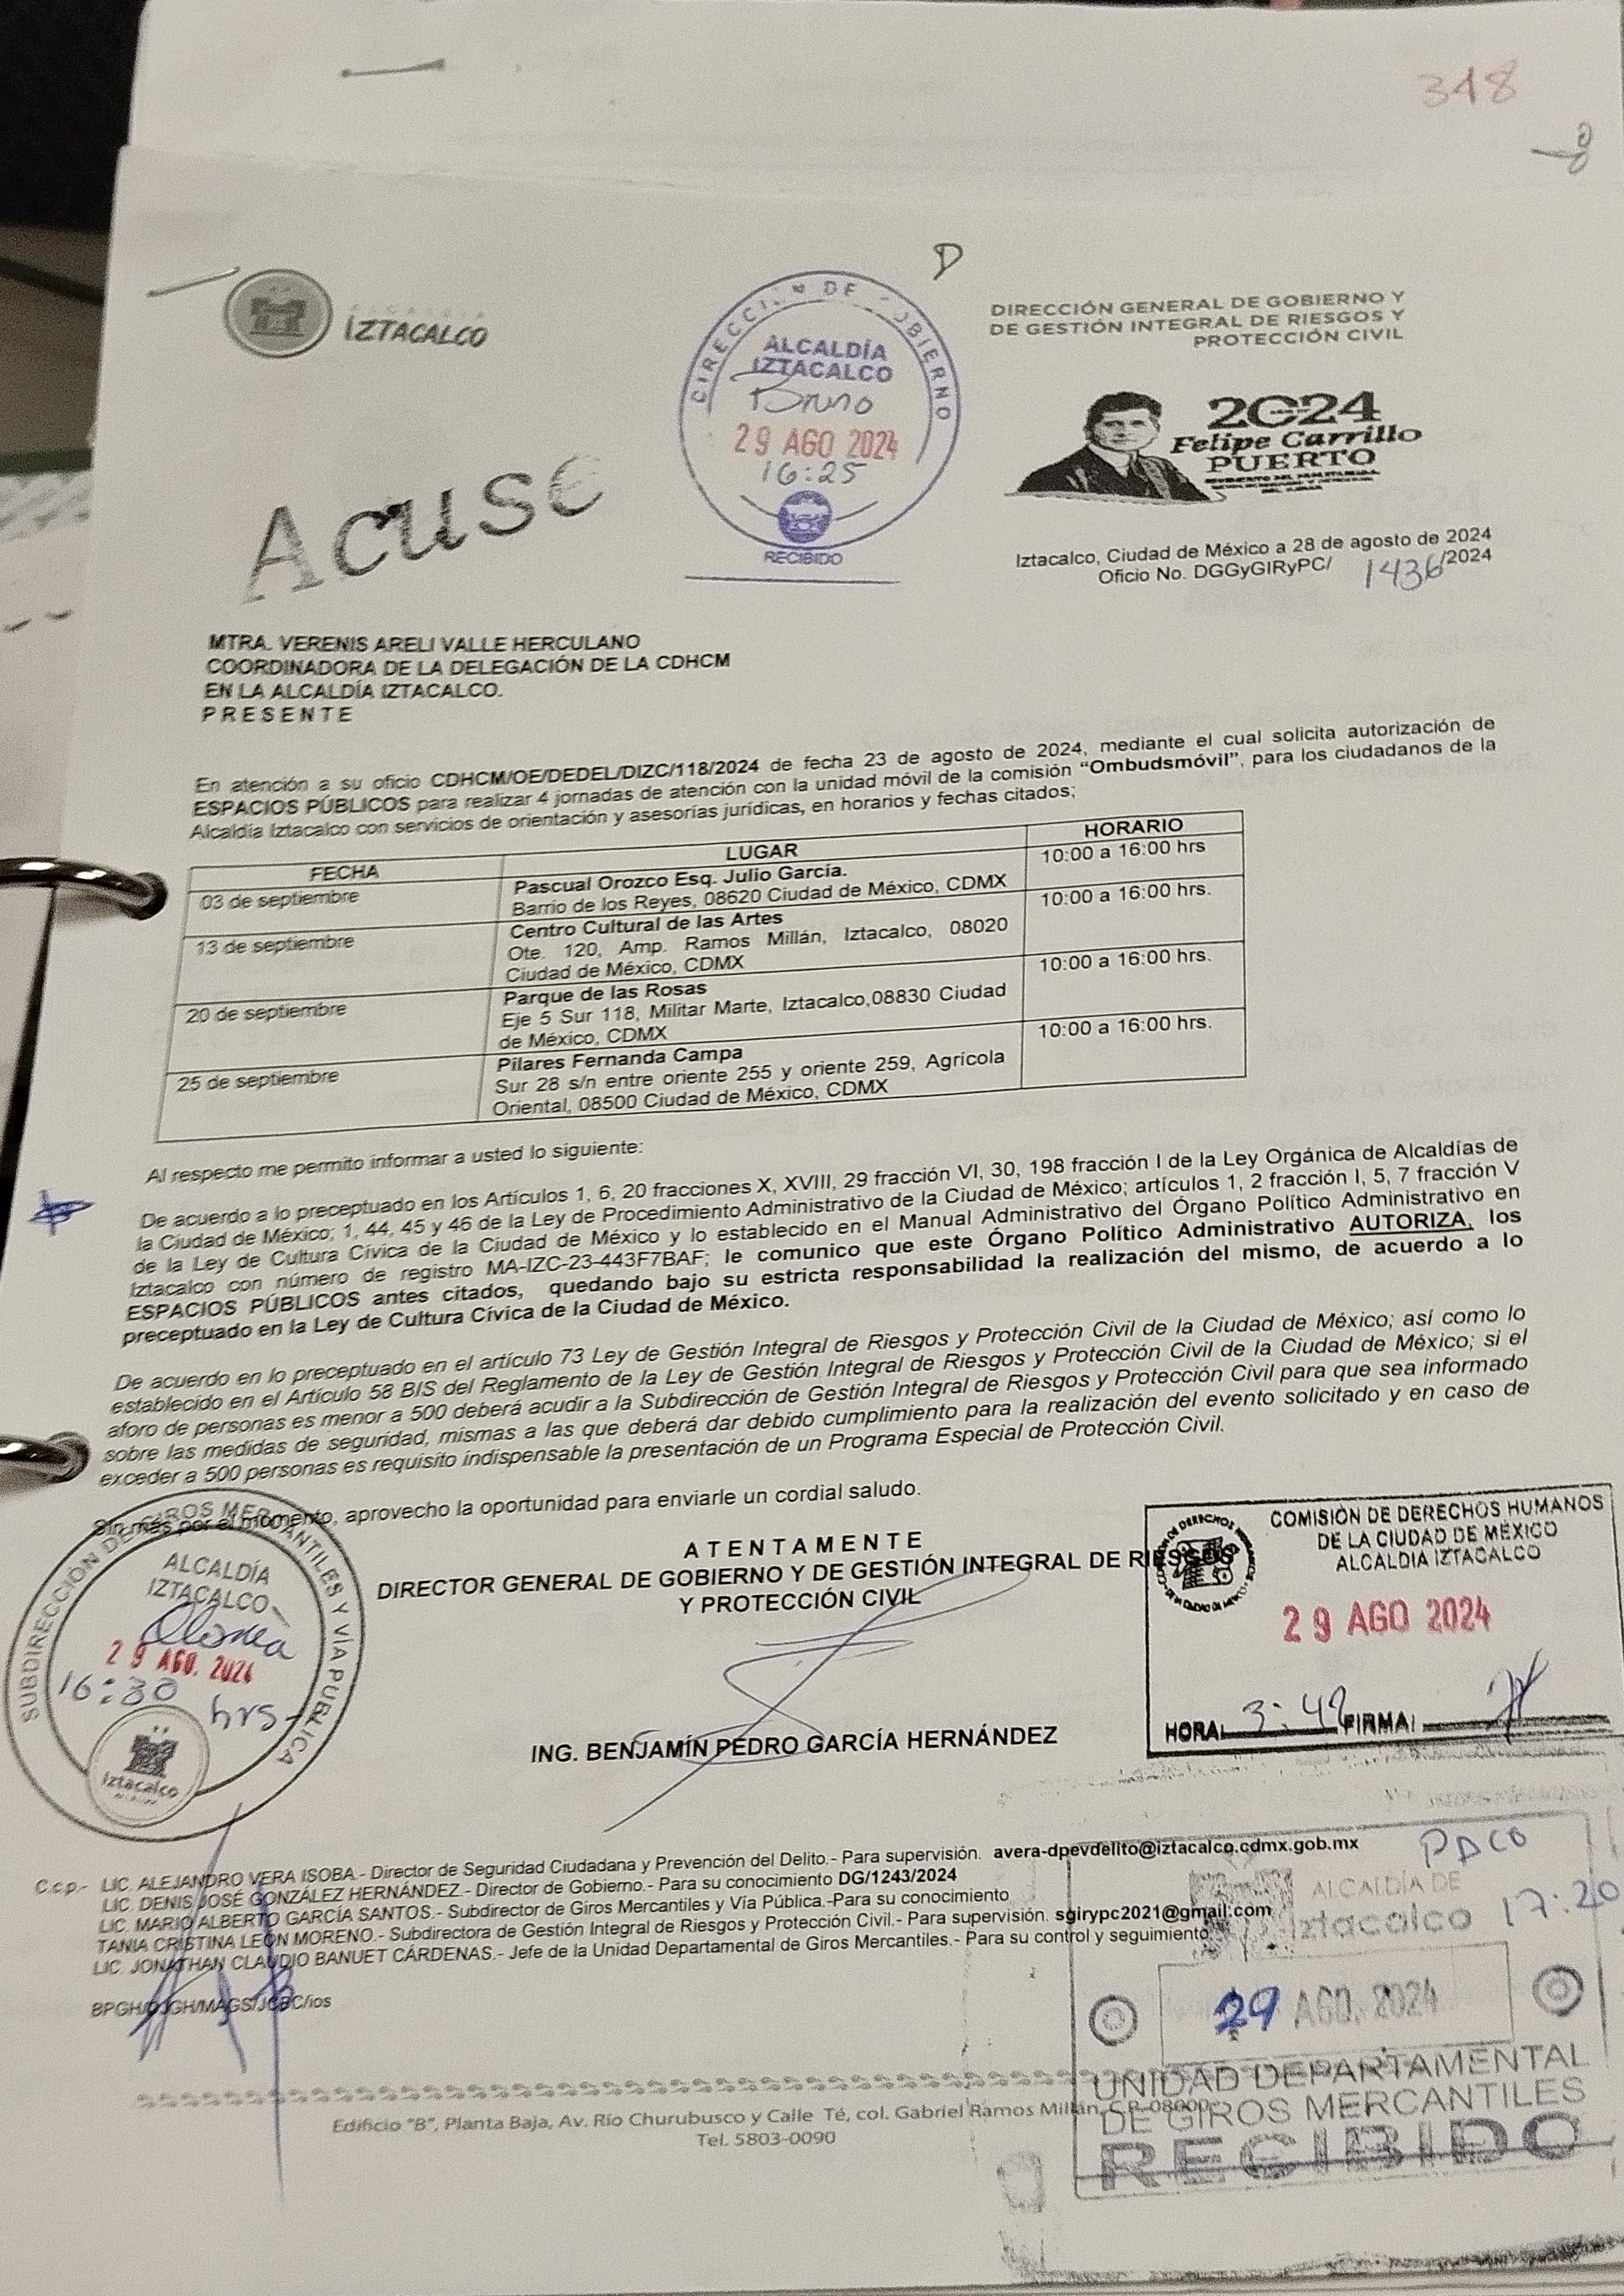 318
D
IZTACALCO
DIRECCIÓN DE GOBIERNO
ALCALDÍA
IZTACALCO
Bruno
29 AGO 2024
16:25
RECIBIDO
DIRECCIÓN GENERAL DE GOBIERNO Y
DE GESTIÓN INTEGRAL DE RIESGOS Y
PROTECCIÓN CIVIL
2024
Felipe Carrillo
PUERTO
Acuse
Iztacalco, Ciudad de México a 28 de agosto de 2024
Oficio No. DGGyGIRyPC/ 1436/2024
MTRA. VERENIS ARELI VALLE HERCULANO
COORDINADORA DE LA DELEGACIÓN DE LA CDHCM
EN LA ALCALDÍA IZTACALCO.
P R E S E N T E
En atención a su oficio CDHCM/OE/DEDEL/DIZC/118/2024 de fecha 23 de agosto de 2024, mediante el cual solicita autorización de
ESPACIOS PÚBLICOS para realizar 4 jornadas de atención con la unidad móvil de la comisión “Ombudsmóvil”, para los ciudadanos de la
Alcaldía Iztacalco con servicios de orientación y asesorías jurídicas, en horarios y fechas citados;
FECHA LUGAR HORARIO
03 de septiembre Pascual Orozco Esq. Julio García. 10:00 a 16:00 hrs
Barrio de los Reyes, 08620 Ciudad de México, CDMX
13 de septiembre Centro Cultural de las Artes 10:00 a 16:00 hrs.
Ote. 120, Amp. Ramos Millán, Iztacalco, 08020
Ciudad de México, CDMX
20 de septiembre Parque de las Rosas 10:00 a 16:00 hrs.
Eje 5 Sur 118, Militar Marte, Iztacalco,08830 Ciudad
de México, CDMX
25 de septiembre Pilares Fernanda Campa 10:00 a 16:00 hrs.
Sur 28 s/n entre oriente 255 y oriente 259, Agrícola
Oriental, 08500 Ciudad de México, CDMX
Al respecto me permito informar a usted lo siguiente:
De acuerdo a lo preceptuado en los Artículos 1, 6, 20 fracciones X, XVIII, 29 fracción VI, 30, 198 fracción I de la Ley Orgánica de Alcaldías de
la Ciudad de México; 1, 44, 45 y 46 de la Ley de Procedimiento Administrativo de la Ciudad de México; artículos 1, 2 fracción I, 5, 7 fracción V
de la Ley de Cultura Cívica de la Ciudad de México y lo establecido en el Manual Administrativo del Órgano Político Administrativo en
Iztacalco con número de registro MA-IZC-23-443F7BAF; le comunico que este Órgano Político Administrativo AUTORIZA, los
ESPACIOS PÚBLICOS antes citados, quedando bajo su estricta responsabilidad la realización del mismo, de acuerdo a lo
preceptuado en la Ley de Cultura Cívica de la Ciudad de México.
De acuerdo en lo preceptuado en el artículo 73 Ley de Gestión Integral de Riesgos y Protección Civil de la Ciudad de México; así como lo
establecido en el Artículo 58 BIS del Reglamento de la Ley de Gestión Integral de Riesgos y Protección Civil de la Ciudad de México; si el
aforo de personas es menor a 500 deberá acudir a la Subdirección de Gestión Integral de Riesgos y Protección Civil para que sea informado
sobre las medidas de seguridad, mismas a las que deberá dar debido cumplimiento para la realización del evento solicitado y en caso de
exceder a 500 personas es requisito indispensable la presentación de un Programa Especial de Protección Civil.
Sin más por el momento, aprovecho la oportunidad para enviarle un cordial saludo.
A T E N T A M E N T E
DIRECTOR GENERAL DE GOBIERNO Y DE GESTIÓN INTEGRAL DE RIESGOS
Y PROTECCIÓN CIVIL
ING. BENJAMÍN PEDRO GARCÍA HERNÁNDEZ
SUBDIRECCIÓN DE GIROS MERCANTILES Y VÍA PUBLICA
ALCALDÍA
IZTACALCO
29 AGO. 2024
16:30 hrs
Iztacalco
COMISIÓN DE DERECHOS HUMANOS
DE LA CIUDAD DE MÉXICO
ALCALDIA IZTACALCO
29 AGO 2024
HORA: 3:42 FIRMA:
C.c.p.- LIC. ALEJANDRO VERA ISOBA.- Director de Seguridad Ciudadana y Prevención del Delito.- Para supervisión. avera-dpevdelito@iztacalco.cdmx.gob.mx
LIC. DENIS JOSÉ GONZÁLEZ HERNÁNDEZ.- Director de Gobierno.- Para su conocimiento DG/1243/2024
LIC. MARIO ALBERTO GARCÍA SANTOS.- Subdirector de Giros Mercantiles y Vía Pública.-Para su conocimiento
TANIA CRISTINA LEÓN MORENO.- Subdirectora de Gestión Integral de Riesgos y Protección Civil.- Para supervisión. sgirypc2021@gmail.com
LIC. JONATHAN CLAUDIO BANUET CÁRDENAS.- Jefe de la Unidad Departamental de Giros Mercantiles.- Para su control y seguimiento
BPGH/DJGH/MAGS/JCBC/ios
PACO
ALCALDÍA DE
Iztacalco 17:20
29 AGO. 2024
UNIDAD DEPARTAMENTAL
DE GIROS MERCANTILES
RECIBIDO
Edificio "B", Planta Baja, Av. Río Churubusco y Calle Té, col. Gabriel Ramos Millán, C.P. 08000
Tel. 5803-0090